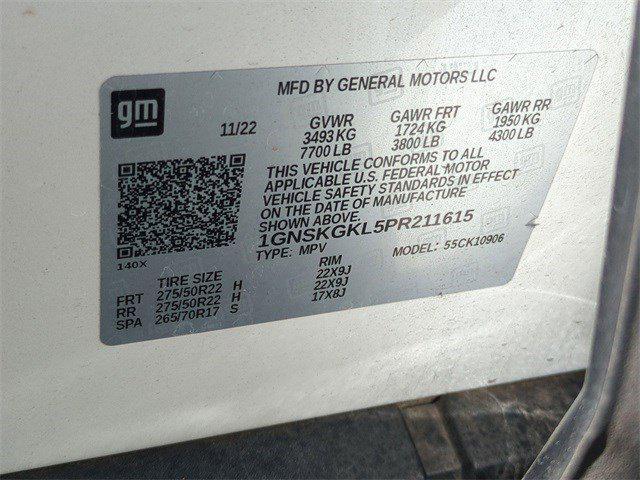 MFD BY GENERAL MOTORS LLC
gm
11/22 GVWR GAWR FRT GAWR RR
3493 KG 1724 KG 1950 KG
7700 LB 3800 LB 4300 LB
THIS VEHICLE CONFORMS TO ALL
APPLICABLE U.S. FEDERAL MOTOR
VEHICLE SAFETY STANDARDS IN EFFECT
ON THE DATE OF MANUFACTURE
SHOWN ABOVE.
1GNSKGKL5PR211615
TYPE: MPV MODEL: 55CK10906
140X
TIRE SIZE RIM
FRT 275/50R22 H 22X9J
RR 275/50R22 H 22X9J
SPA 265/70R17 S 17X8J